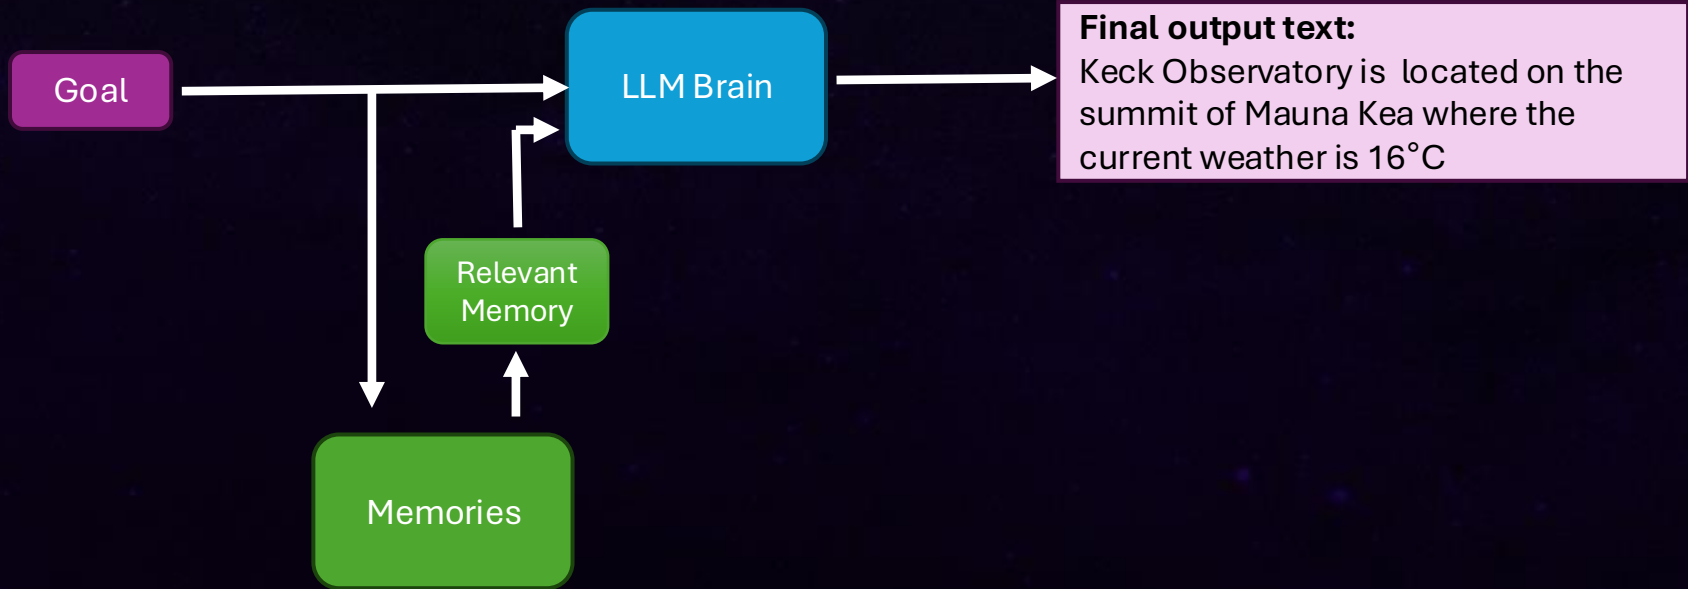 Goal
LLM Brain
Final output text:
Keck Observatory is located on the
summit of Mauna Kea where the
current weather is 16°C
Relevant
Memory
Memories